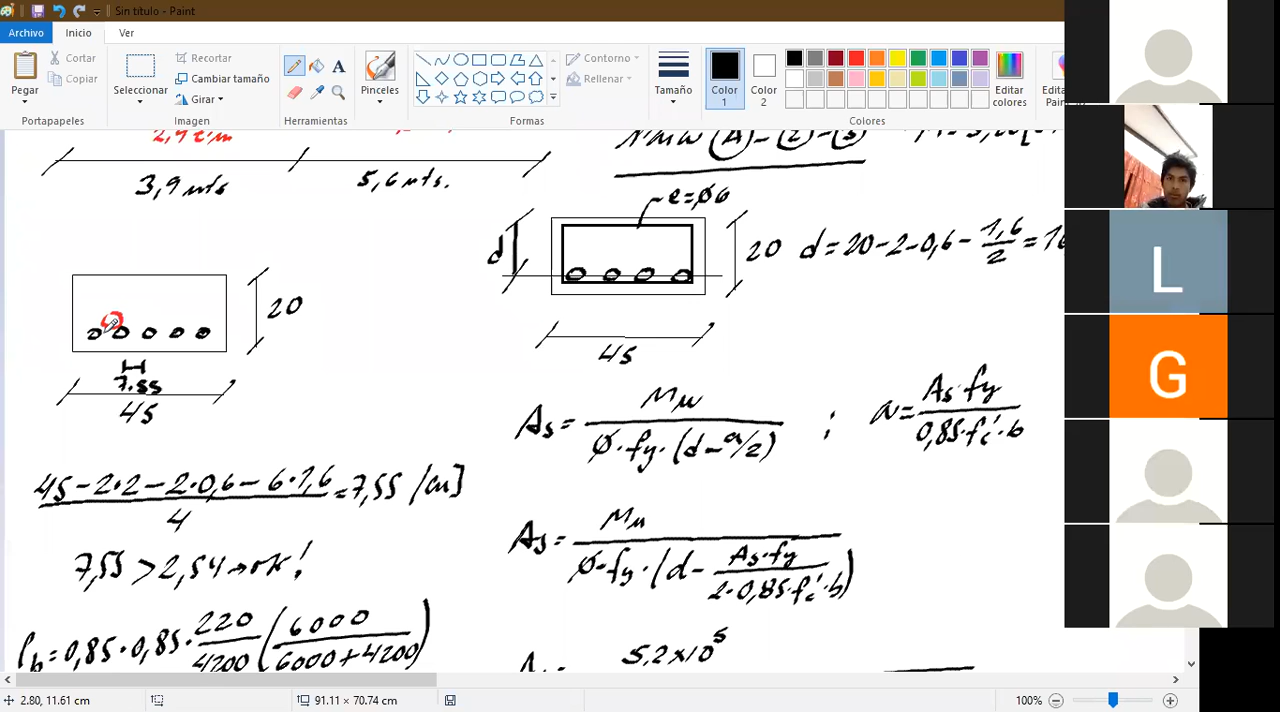 Sin título - Paint
Archivo Inicio Ver
Pegar
Cortar
Copiar
Portapapeles
Seleccionar
Recortar
Cambiar tamaño
Girar
Imagen
A
Herramientas
Pinceles
Contorno
Rellenar
Formas
Tamaño
Color 1
Color 2
Editar colores
3,9 mts
5,6 mts.
e=Ø6
d
20
45
d = 20 - 2 - 0,6 - 1,6/2 =
20
7.55
45
As = Mu / Ø·fy·(d-a/2) ; a = As·fy / 0,85·fc'·b
45 - 2·2 - 2·0,6 - 6·1,6 / 4 = 7,55 [cm]
As = Mu / Ø·fy·(d - As·fy / 2·0,85·fc'·b)
7,55 > 2,54 → ok!
ρb = 0,85·0,85·220/4200 (6000 / 6000+4200)
5,2x10^5
L
G
2.80, 11.61 cm
91.11 × 70.74 cm
100%